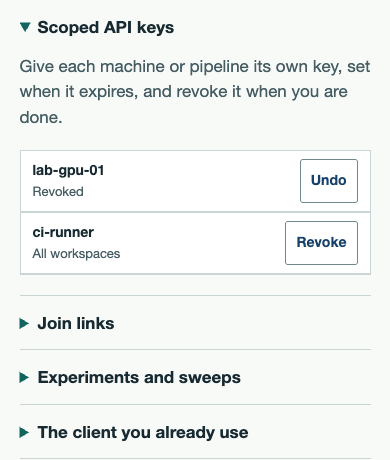 Scoped API keys
Give each machine or pipeline its own key, set
when it expires, and revoke it when you are
done.
lab-gpu-01
Revoked
Undo
ci-runner
All workspaces
Revoke
Join links
Experiments and sweeps
The client you already use